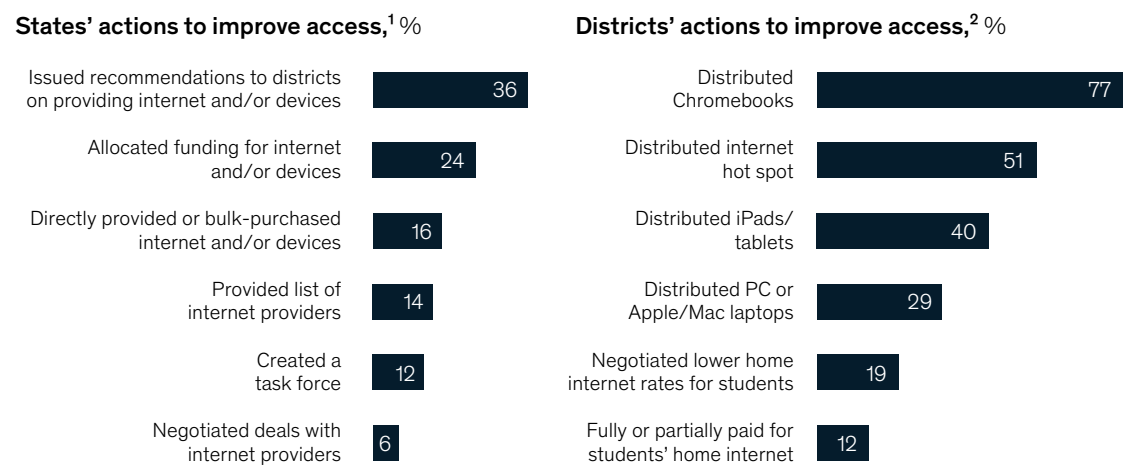 States’ actions to improve access,¹ %
Issued recommendations to districts
on providing internet and/or devices
36
Allocated funding for internet
and/or devices
24
Directly provided or bulk-purchased
internet and/or devices
16
Provided list of
internet providers
14
Created a
task force
12
Negotiated deals with
internet providers
6
Districts’ actions to improve access,² %
Distributed
Chromebooks
77
Distributed internet
hot spot
51
Distributed iPads/
tablets
40
Distributed PC or
Apple/Mac laptops
29
Negotiated lower home
internet rates for students
19
Fully or partially paid for
students’ home internet
12